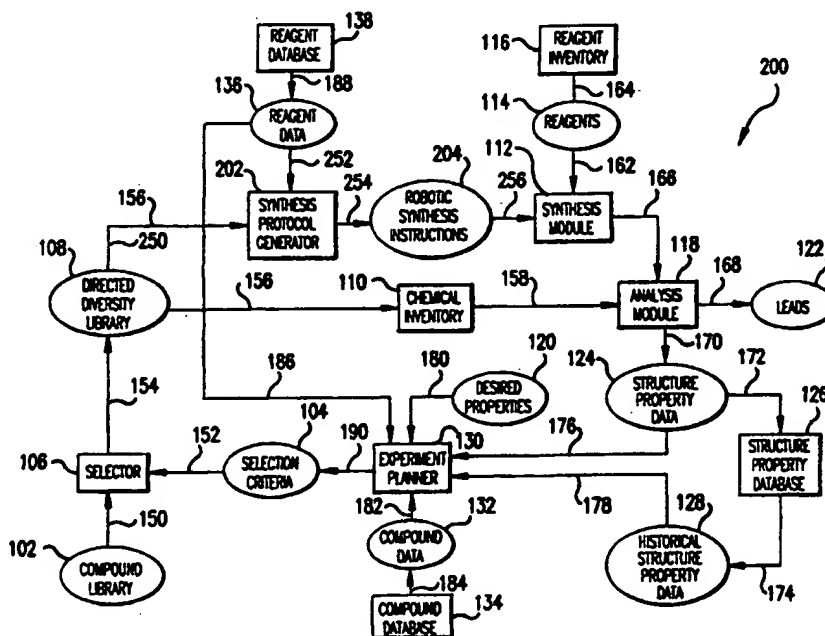 138
REAGENT
DATABASE
188
136
REAGENT
DATA
252
202
SYNTHESIS
PROTOCOL
GENERATOR
254
204
ROBOTIC
SYNTHESIS
INSTRUCTIONS
256
116
REAGENT
INVENTORY
164
114
REAGENTS
162
112
SYNTHESIS
MODULE
166
200
156
250
108
DIRECTED
DIVERSITY
LIBRARY
156
110
CHEMICAL
INVENTORY
158
118
ANALYSIS
MODULE
168
122
LEADS
170
124
STRUCTURE
PROPERTY
DATA
172
126
STRUCTURE
PROPERTY
DATABASE
174
128
HISTORICAL
STRUCTURE
PROPERTY
DATA
186
180
120
DESIRED
PROPERTIES
176
178
130
EXPERIMENT
PLANNER
190
104
SELECTION
CRITERIA
152
154
106
SELECTOR
150
102
COMPOUND
LIBRARY
182
132
COMPOUND
DATA
184
COMPOUND
DATABASE
134